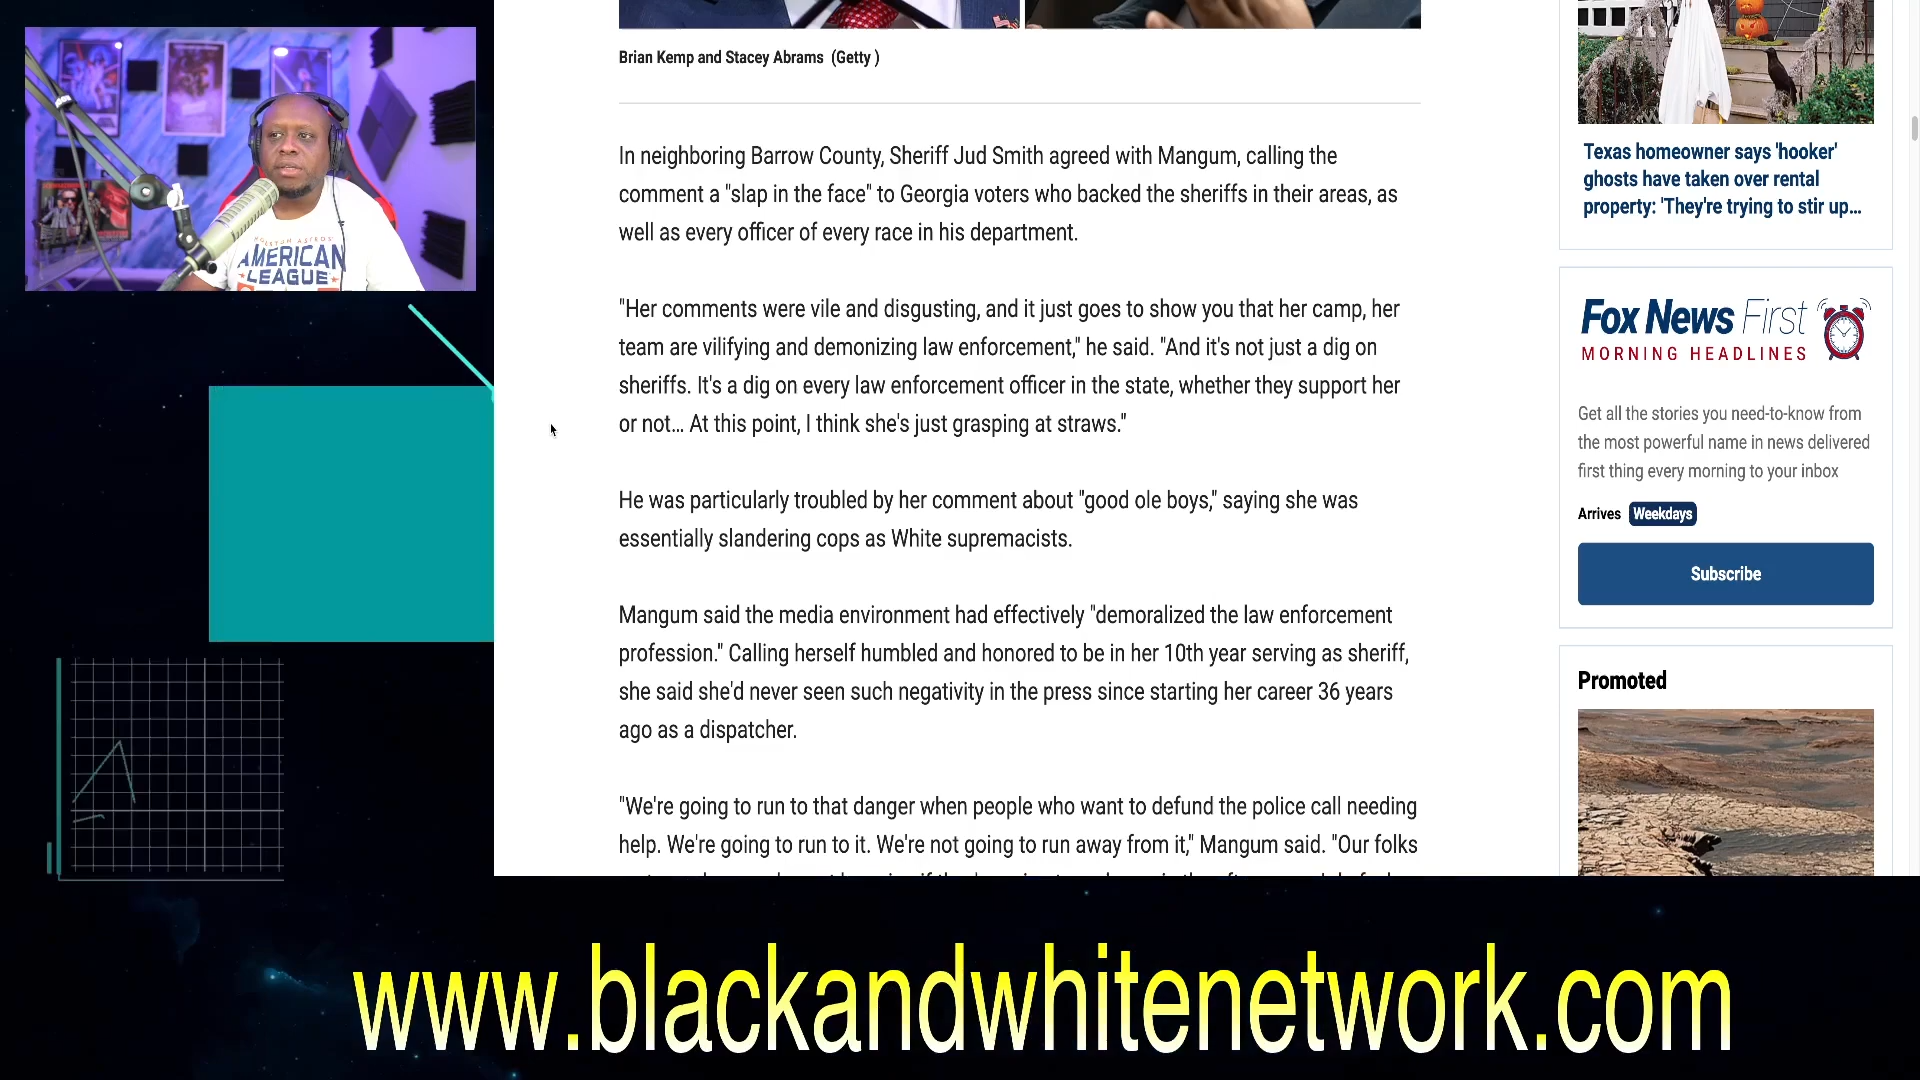 Brian Kemp and Stacey Abrams (Getty )
In neighboring Barrow County, Sheriff Jud Smith agreed with Mangum, calling the
comment a "slap in the face" to Georgia voters who backed the sheriffs in their areas, as
well as every officer of every race in his department.
"Her comments were vile and disgusting, and it just goes to show you that her camp, her
team are vilifying and demonizing law enforcement," he said. "And it's not just a dig on
sheriffs. It's a dig on every law enforcement officer in the state, whether they support her
or not... At this point, I think she's just grasping at straws."
He was particularly troubled by her comment about "good ole boys," saying she was
essentially slandering cops as White supremacists.
Mangum said the media environment had effectively "demoralized the law enforcement
profession." Calling herself humbled and honored to be in her 10th year serving as sheriff,
she said she'd never seen such negativity in the press since starting her career 36 years
ago as a dispatcher.
"We're going to run to that danger when people who want to defund the police call needing
help. We're going to run to it. We're not going to run away from it," Mangum said. "Our folks
Texas homeowner says 'hooker'
ghosts have taken over rental
property: 'They're trying to stir up...
Fox News First
MORNING HEADLINES
Get all the stories you need-to-know from
the most powerful name in news delivered
first thing every morning to your inbox
Arrives Weekdays
Subscribe
Promoted
HOUSTON ASTROS
AMERICAN
LEAGUE
www.blackandwhitenetwork.com